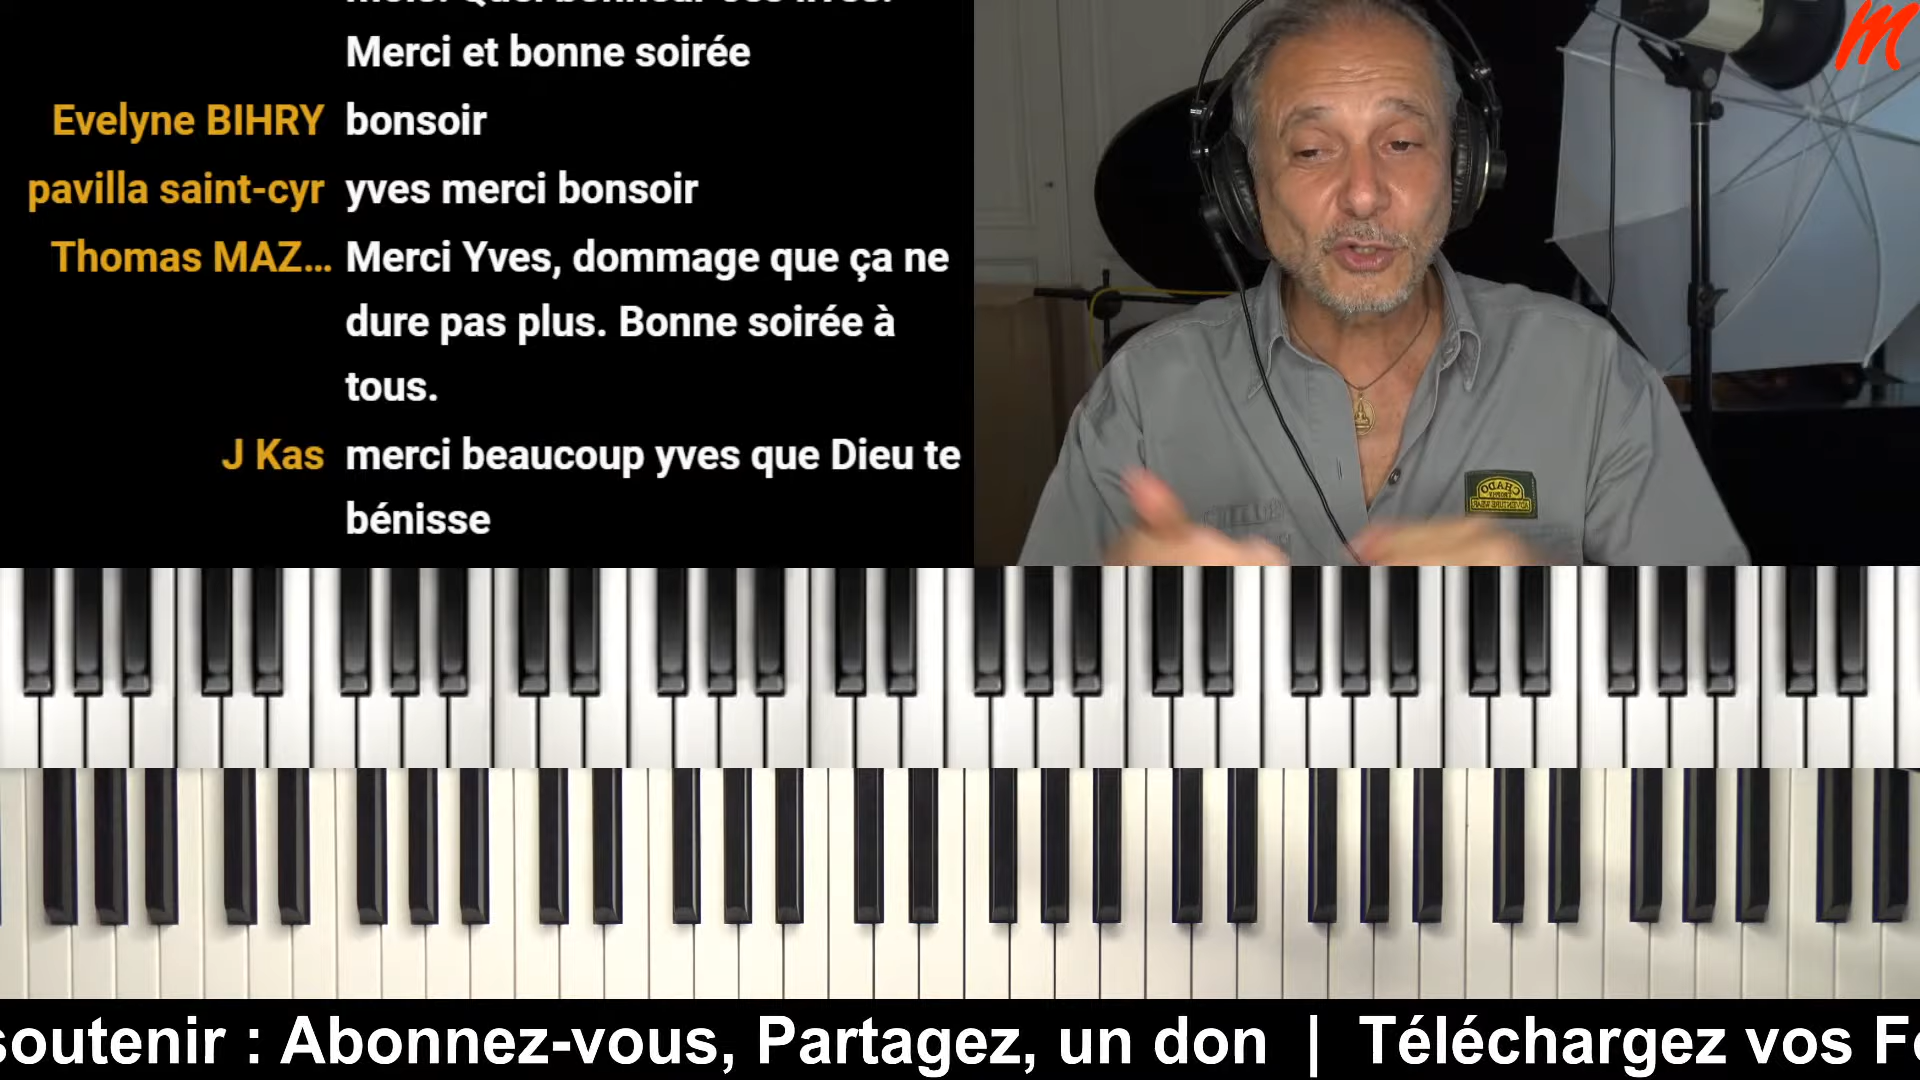 Merci et bonne soirée
Evelyne BIHRY bonsoir
pavilla saint-cyr yves merci bonsoir
Thomas MAZ... Merci Yves, dommage que ça ne
dure pas plus. Bonne soirée à
tous.
J Kas merci beaucoup yves que Dieu te
bénisse
soutenir : Abonnez-vous, Partagez, un don | Téléchargez vos